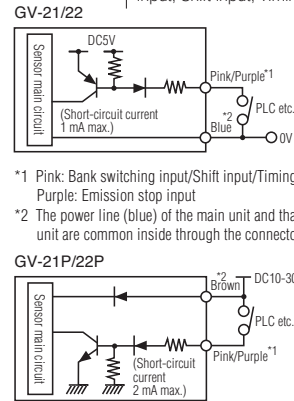 Input, Shift Input,
GV-21/22
DC5V
Sensor main circuit
Pink/Purple*1
(Short-circuit current
1 mA max.)
PLC etc.
*2
Blue
0V
*1 Pink: Bank switching input/Shift input/Timing
Purple: Emission stop input
*2 The power line (blue) of the main unit and
unit are common inside through the connector
GV-21P/22P
*2
Brown
DC10-30
Sensor main circuit
PLC etc.
(Short-circuit
current
2 mA max.)
Pink/Purple*1